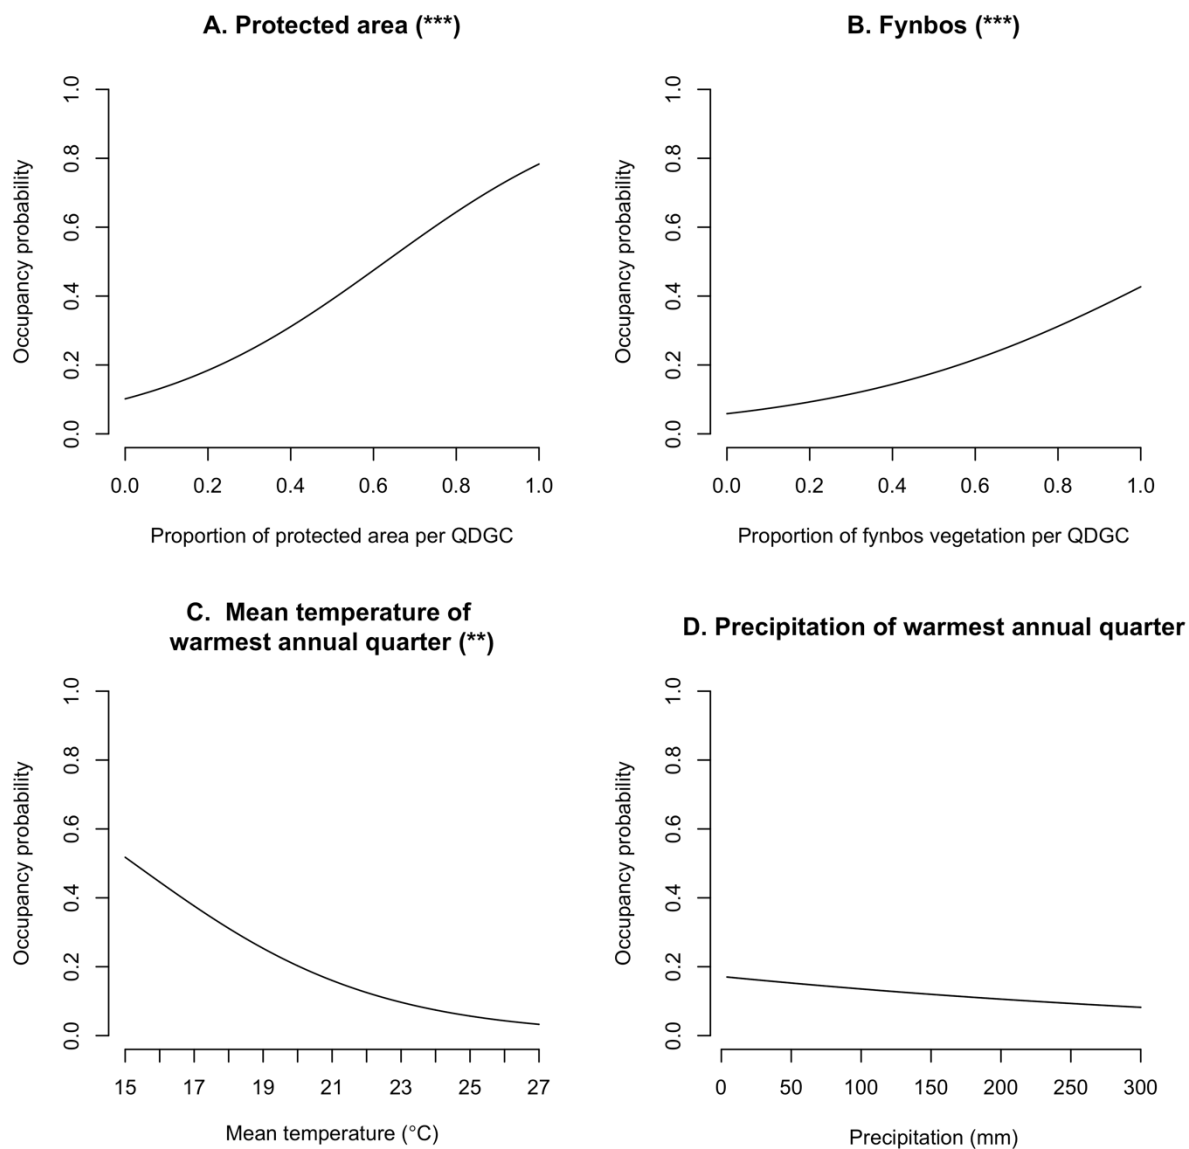 A. Protected area (***)
Occupancy probability
0.0 0.2 0.4 0.6 0.8 1.0
0.0 0.2 0.4 0.6 0.8 1.0
Proportion of protected area per QDGC
B. Fynbos (***)
Occupancy probability
0.0 0.2 0.4 0.6 0.8 1.0
0.0 0.2 0.4 0.6 0.8 1.0
Proportion of fynbos vegetation per QDGC
C. Mean temperature of
warmest annual quarter (**)
Occupancy probability
0.0 0.2 0.4 0.6 0.8 1.0
15 17 19 21 23 25 27
Mean temperature (°C)
D. Precipitation of warmest annual quarter
Occupancy probability
0.0 0.2 0.4 0.6 0.8 1.0
0 50 100 150 200 250 300
Precipitation (mm)